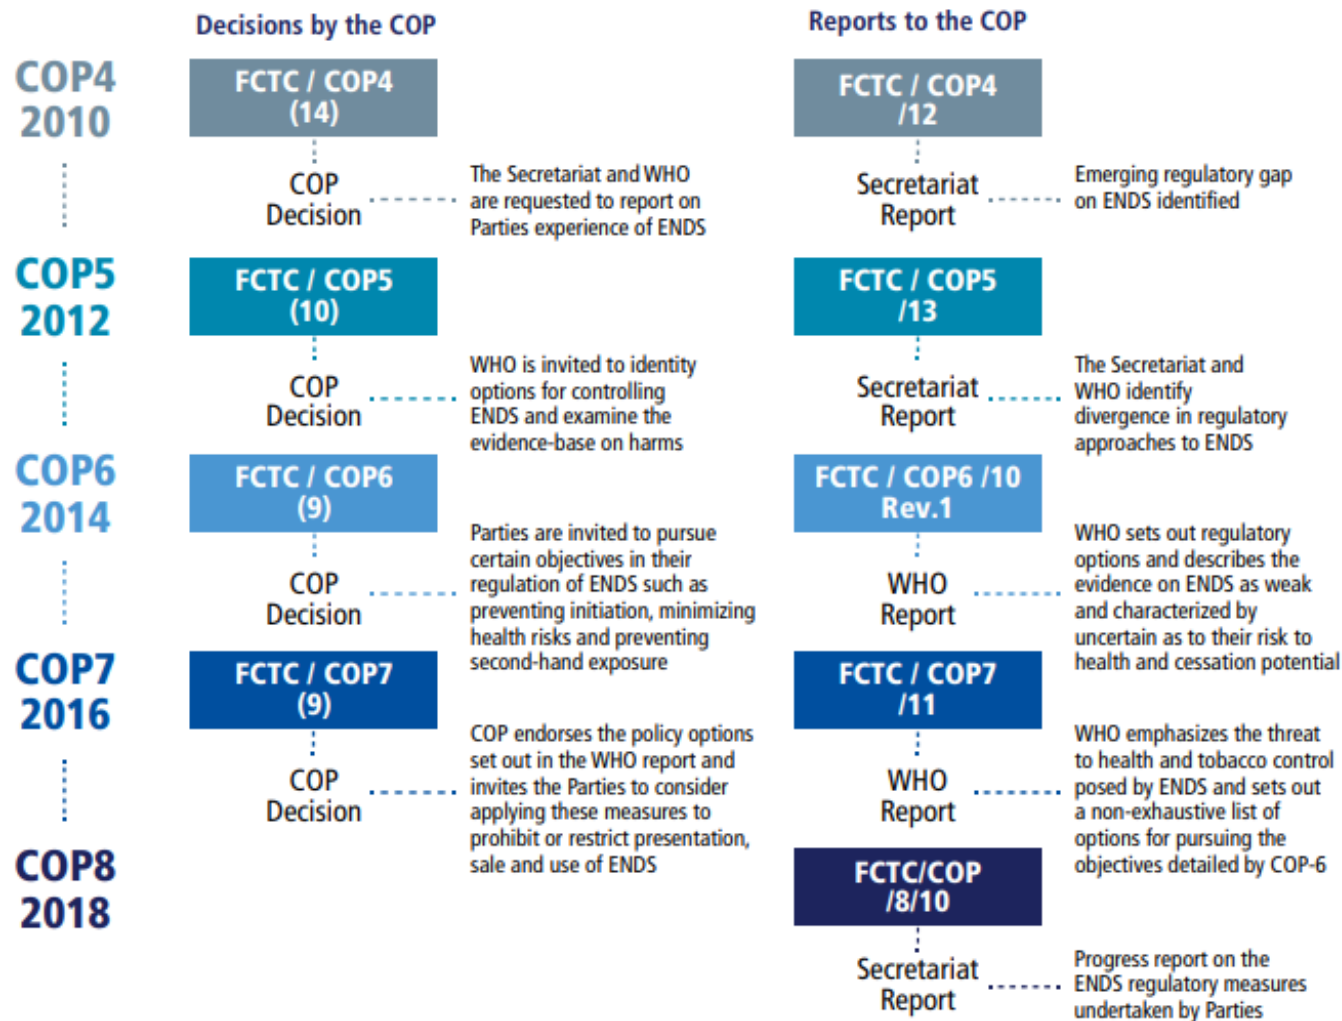 Decisions by the COP
Reports to the COP
COP4
2010
FCTC / COP4
(14)
COP
Decision
The Secretariat and WHO
are requested to report on
Parties experience of ENDS
FCTC / COP4
/12
Secretariat
Report
Emerging regulatory gap
on ENDS identified
COP5
2012
FCTC / COP5
(10)
COP
Decision
WHO is invited to identity
options for controlling
ENDS and examine the
evidence-base on harms
FCTC / COP5
/13
Secretariat
Report
The Secretariat and
WHO identify
divergence in regulatory
approaches to ENDS
COP6
2014
FCTC / COP6
(9)
COP
Decision
Parties are invited to pursue
certain objectives in their
regulation of ENDS such as
preventing initiation, minimizing
health risks and preventing
second-hand exposure
FCTC / COP6 /10
Rev.1
WHO
Report
WHO sets out regulatory
options and describes the
evidence on ENDS as weak
and characterized by
uncertain as to their risk to
health and cessation potential
COP7
2016
FCTC / COP7
(9)
COP
Decision
COP endorses the policy options
set out in the WHO report and
invites the Parties to consider
applying these measures to
prohibit or restrict presentation,
sale and use of ENDS
FCTC / COP7
/11
WHO
Report
WHO emphasizes the threat
to health and tobacco control
posed by ENDS and sets out
a non-exhaustive list of
options for pursuing the
objectives detailed by COP-6
COP8
2018
FCTC/COP
/8/10
Secretariat
Report
Progress report on the
ENDS regulatory measures
undertaken by Parties